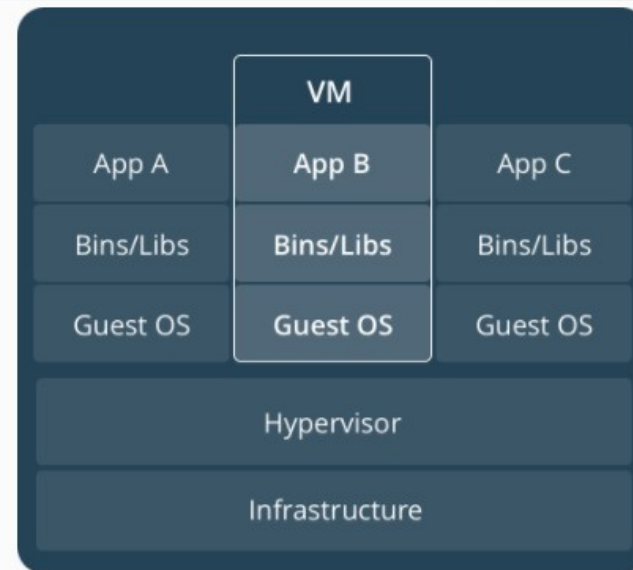 VM
App A App B App C
Bins/Libs Bins/Libs Bins/Libs
Guest OS Guest OS Guest OS
Hypervisor
Infrastructure